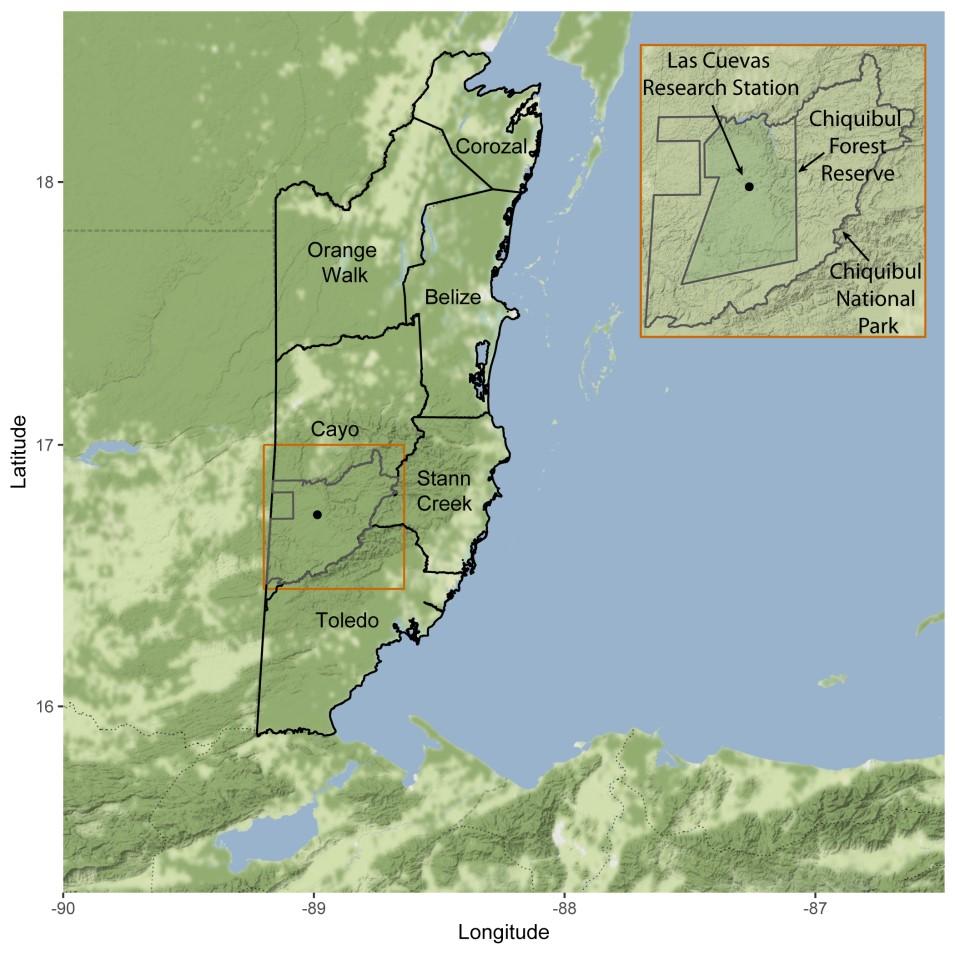 Las Cuevas
Research Station
Chiquibul
Forest
Reserve
Chiquibul
National
Park
Corozal
Orange
Walk
Belize
Cayo
Stann
Creek
Toledo
18
17
16
Latitude
-90
-89
-88
-87
Longitude